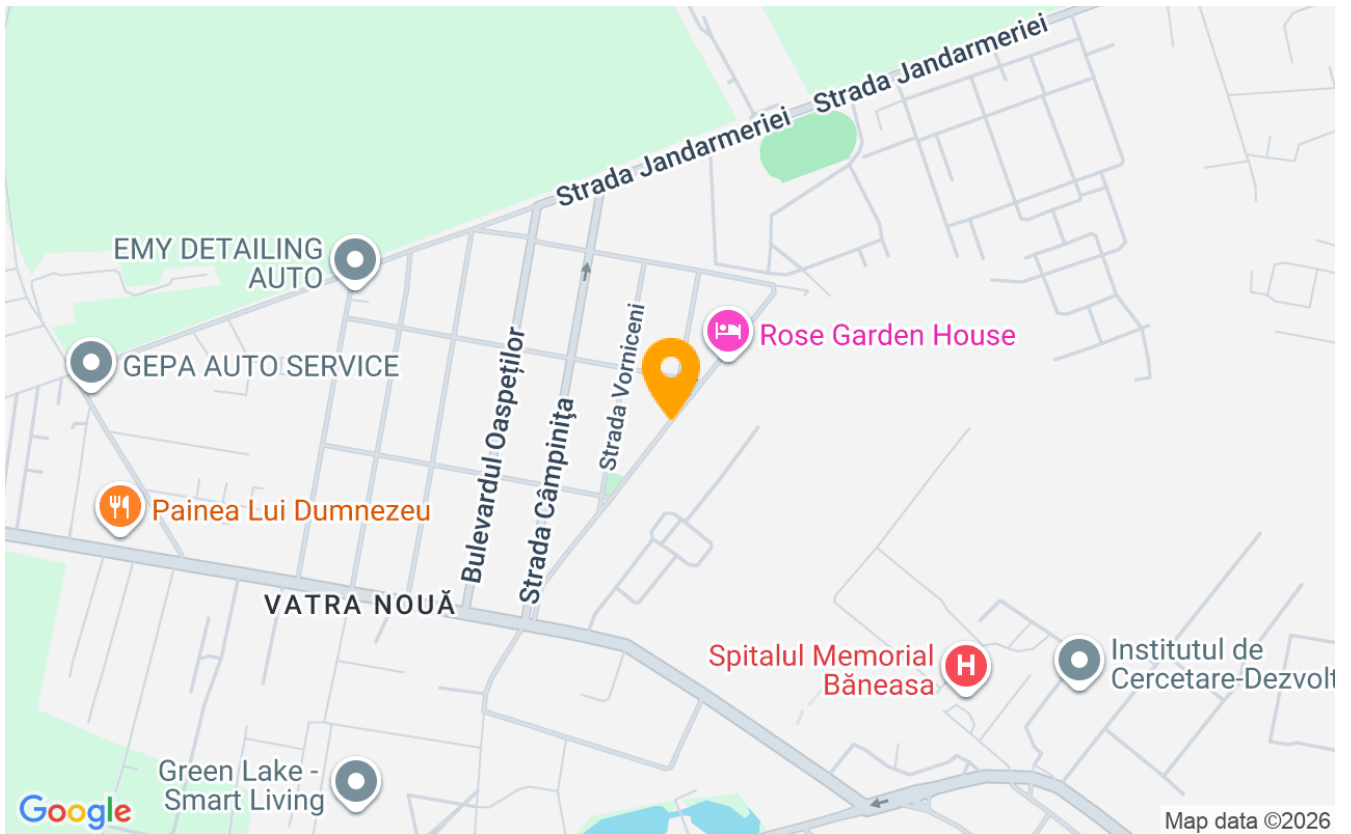 Strada Jandarmeriei
Strada Jandarmeriei
Strada Jandarmeriei
EMY DETAILING
AUTO
GEPA AUTO SERVICE
Rose Garden House
Bulevardul Oaspeților
Strada Câmpinița
Strada Vorniceni
Painea Lui Dumnezeu
VATRA NOUĂ
Spitalul Memorial
Băneasa
H
Institutul de
Cercetare-Dezvolt
Green Lake -
Smart Living
Google
Map data ©2026